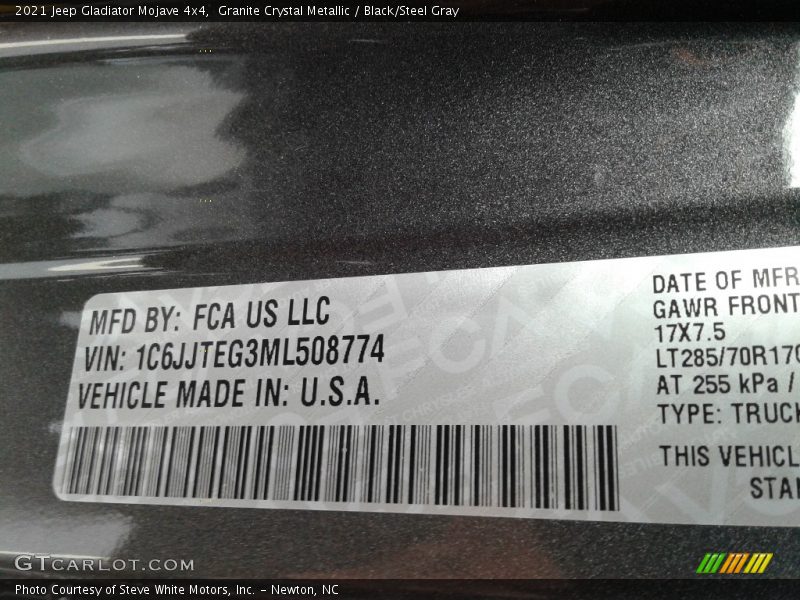 2021 Jeep Gladiator Mojave 4x4,  Granite Crystal Metallic / Black/Steel Gray
MFD BY: FCA US LLC
VIN: 1C6JJTEG3ML508774
VEHICLE MADE IN: U.S.A.
DATE OF MFR
GAWR FRONT
17X7.5
LT285/70R17
AT 255 kPa /
TYPE: TRUCK
THIS VEHICL
STAN
GTCARLOT.COM
Photo Courtesy of Steve White Motors, Inc. – Newton, NC